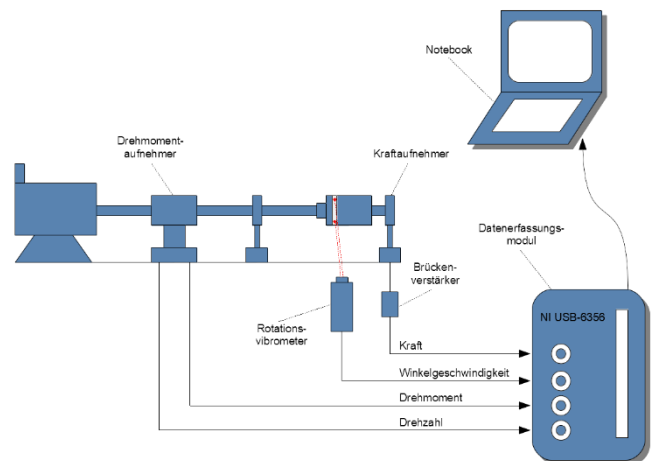 Notebook
Drehmoment-
aufnehmer
Kraftaufnehmer
Datenerfassungs-
modul
Brücken-
verstärker
NI USB-6356
Rotations-
vibrometer
Kraft
Winkelgeschwindigkeit
Drehmoment
Drehzahl